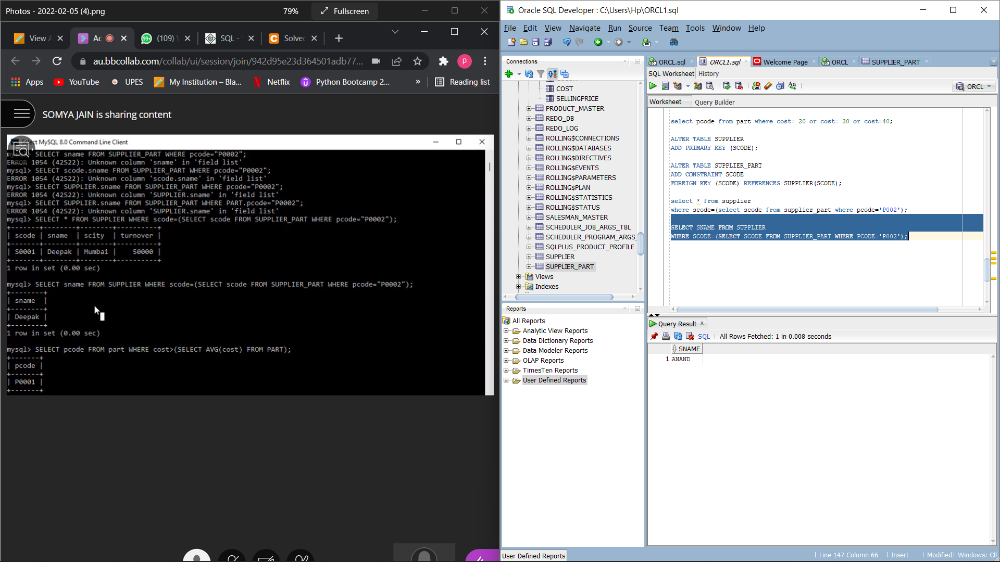 Photos - 2022-02-05 (4).png
79%
Fullscreen
View A
Ac
(109)
SQL -
Solved
au.bbcollab.com/collab/ui/session/join/942d95e23d364501adb77...
Apps
YouTube
UPES
My Institution – Bla...
Netflix
Python Bootcamp 2...
»
Reading list
SOMYA JAIN is sharing content
Select MySQL 8.0 Command Line Client
mysql> SELECT sname FROM SUPPLIER_PART WHERE pcode="P0002";
ERROR 1054 (42S22): Unknown column 'sname' in 'field list'
mysql> SELECT scode.sname FROM SUPPLIER_PART WHERE pcode="P0002";
ERROR 1054 (42S22): Unknown column 'scode.sname' in 'field list'
mysql> SELECT SUPPLIER.sname FROM SUPPLIER_PART WHERE pcode="P0002";
ERROR 1054 (42S22): Unknown column 'SUPPLIER.sname' in 'field list'
mysql> SELECT SUPPLIER.sname FROM SUPPLIER_PART WHERE PART.pcode="P0002";
ERROR 1054 (42S22): Unknown column 'SUPPLIER.sname' in 'field list'
mysql> SELECT * FROM SUPPLIER WHERE scode=(SELECT scode FROM SUPPLIER_PART WHERE pcode="P0002");
+-------+--------+--------+----------+
| scode | sname | scity | turnover |
+-------+--------+--------+----------+
| S0001 | Deepak | Mumbai | 50000 |
+-------+--------+--------+----------+
1 row in set (0.00 sec)
mysql> SELECT sname FROM SUPPLIER WHERE scode=(SELECT scode FROM SUPPLIER_PART WHERE pcode="P0002");
+--------+
| sname |
+--------+
| Deepak |
+--------+
1 row in set (0.00 sec)
mysql> SELECT pcode FROM part WHERE cost>(SELECT AVG(cost) FROM PART);
+-------+
| pcode |
+-------+
| P0001 |
+-------+
Oracle SQL Developer : C:\Users\Hp\ORCL1.sql
File Edit View Navigate Run Source Team Tools Window Help
Connections
COST
SELLINGPRICE
PRODUCT_MASTER
REDO_DB
REDO_LOG
ROLLING$CONNECTIONS
ROLLING$DATABASES
ROLLING$DIRECTIVES
ROLLING$EVENTS
ROLLING$PARAMETERS
ROLLING$PLAN
ROLLING$STATISTICS
ROLLING$STATUS
SALESMAN_MASTER
SCHEDULER_JOB_ARGS_TBL
SCHEDULER_PROGRAM_ARGS_
SQLPLUS_PRODUCT_PROFILE
SUPPLIER
SUPPLIER_PART
Views
Indexes
Reports
All Reports
Analytic View Reports
Data Dictionary Reports
Data Modeler Reports
OLAP Reports
TimesTen Reports
User Defined Reports
User Defined Reports
ORCL.sql
ORCL1.sql
Welcome Page
ORCL
SUPPLIER_PART
SQL Worksheet History
ORCL
Worksheet Query Builder
select pcode from part where cost= 20 or cost= 30 or cost=40;
ALTER TABLE SUPPLIER
ADD PRIMARY KEY (SCODE);
ALTER TABLE SUPPLIER_PART
ADD CONSTRAINT SCODE
FOREIGN KEY (SCODE) REFERENCES SUPPLIER(SCODE);
select * from supplier
where scode=(select scode from supplier_part where pcode='P002');
SELECT SNAME FROM SUPPLIER
WHERE SCODE=(SELECT SCODE FROM SUPPLIER_PART WHERE PCODE='P002');
Query Result
SQL | All Rows Fetched: 1 in 0.008 seconds
SNAME
1 ANAND
Line 147 Column 66 | Insert | Modified | Windows: CR